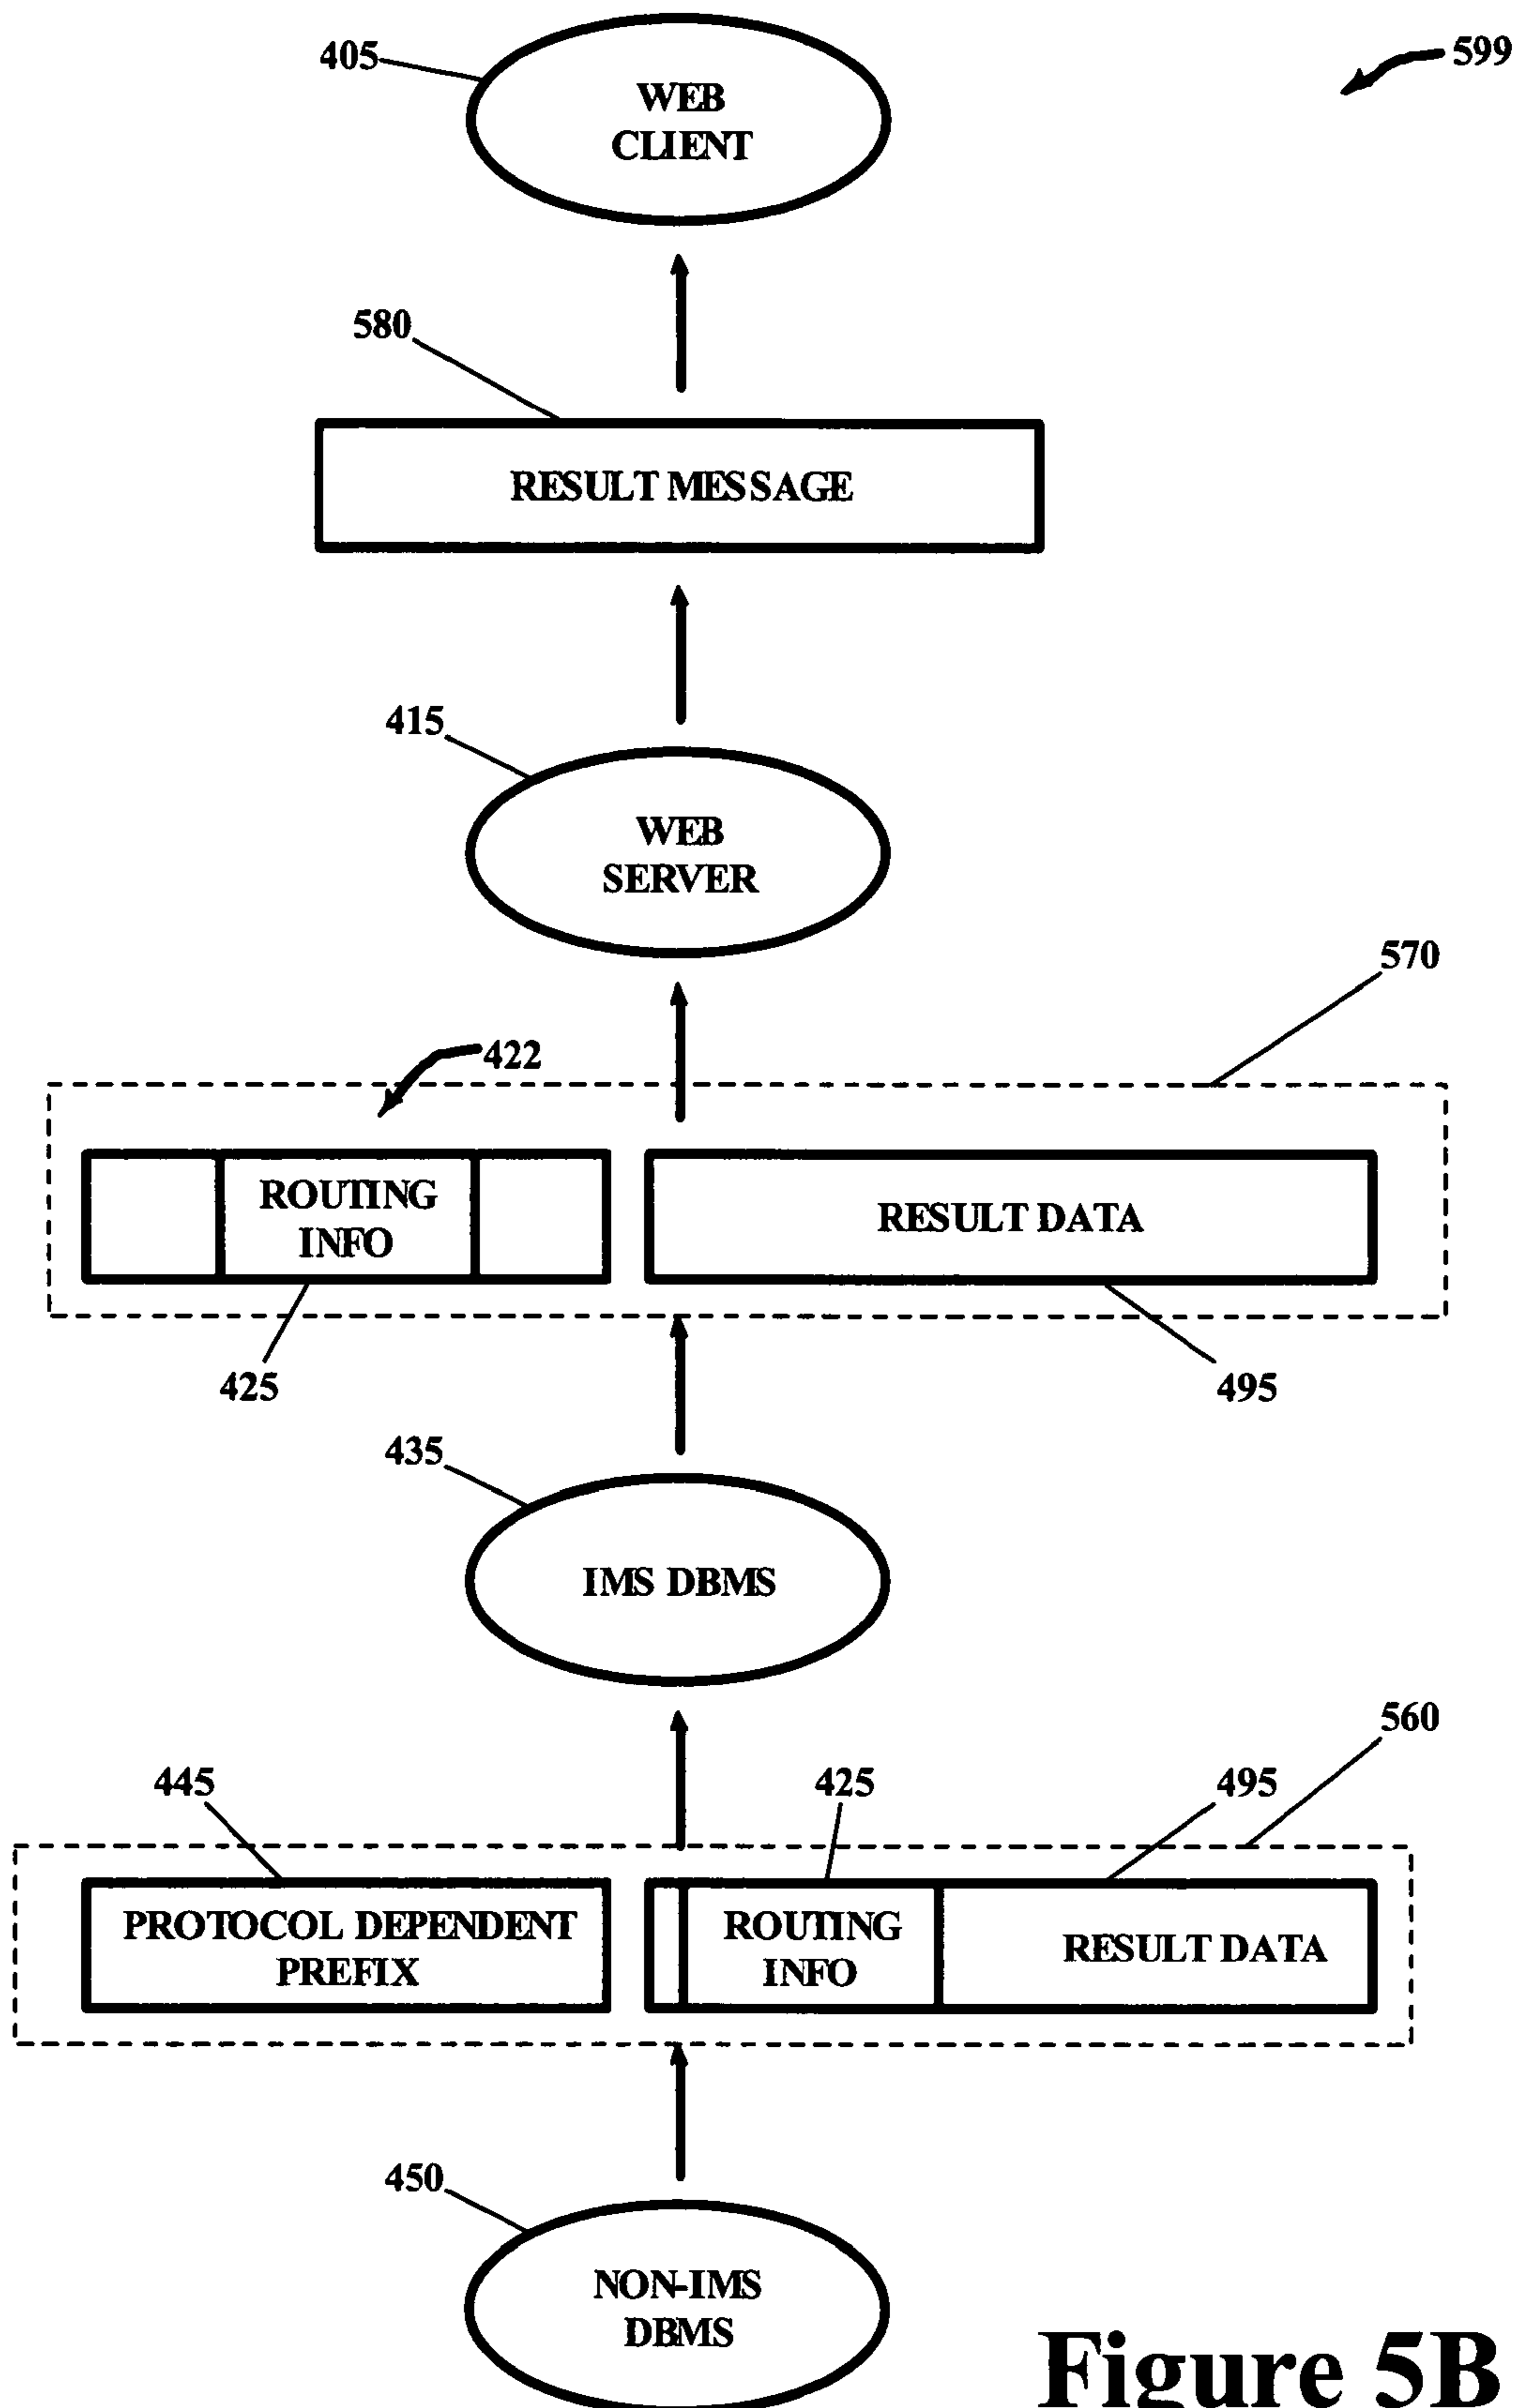 405
599
WEB
CLIENT
580
RESULT MESSAGE
415
WEB
SERVER
570
422
ROUTING
INFO
RESULT DATA
425
495
435
IMS DBMS
560
445
425
495
PROTOCOL DEPENDENT
PREFIX
ROUTING
INFO
RESULT DATA
450
NON-IMS
DBMS
Figure 5B